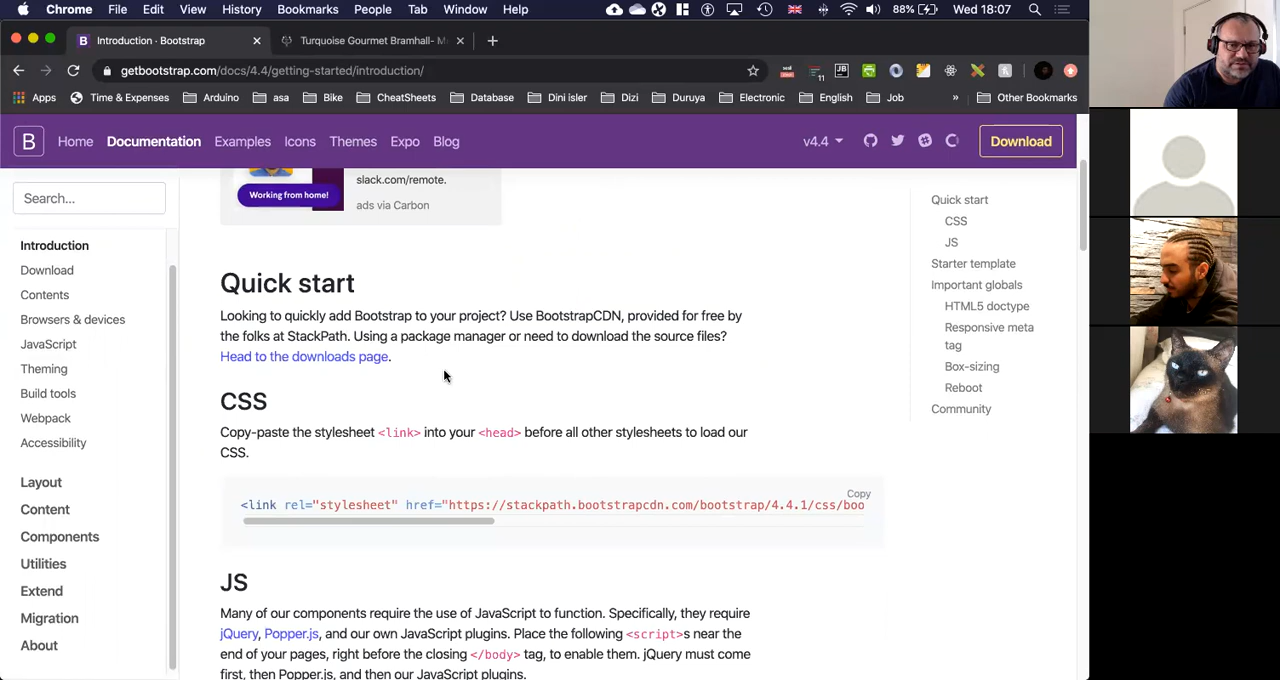 Chrome File Edit View History Bookmarks People Tab Window Help 88% Wed 18:07
B Introduction · Bootstrap Turquoise Gourmet Bramhall- M
getbootstrap.com/docs/4.4/getting-started/introduction/
11 JB
Apps Time & Expenses Arduino asa Bike CheatSheets Database Dini isler Dizi Duruya Electronic English Job » Other Bookmarks
B Home Documentation Examples Icons Themes Expo Blog v4.4 Download
Search...
Introduction
Download
Contents
Browsers & devices
JavaScript
Theming
Build tools
Webpack
Accessibility
Layout
Content
Components
Utilities
Extend
Migration
About
Working from home!
slack.com/remote.
ads via Carbon
Quick start
Looking to quickly add Bootstrap to your project? Use BootstrapCDN, provided for free by
the folks at StackPath. Using a package manager or need to download the source files?
Head to the downloads page.
CSS
Copy-paste the stylesheet <link> into your <head> before all other stylesheets to load our
CSS.
Copy
<link rel="stylesheet" href="https://stackpath.bootstrapcdn.com/bootstrap/4.4.1/css/boo
JS
Many of our components require the use of JavaScript to function. Specifically, they require
jQuery, Popper.js, and our own JavaScript plugins. Place the following <script>s near the
end of your pages, right before the closing </body> tag, to enable them. jQuery must come
first, then Popper.js, and then our JavaScript plugins.
Quick start
CSS
JS
Starter template
Important globals
HTML5 doctype
Responsive meta
tag
Box-sizing
Reboot
Community